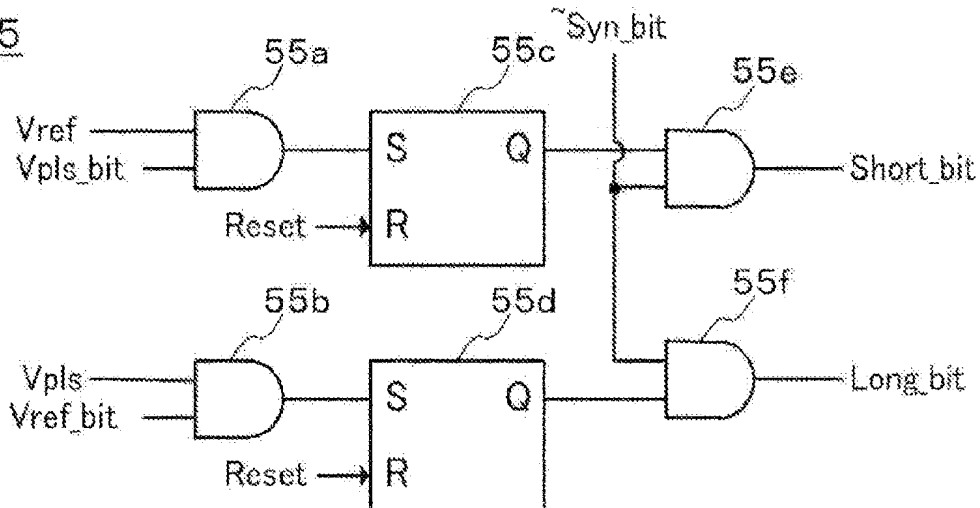 5
55a
55c
~Syn_bit
55e
Vref
Vpls_bit
S
Q
Short_bit
Reset
R
55b
55d
55f
Vpls
Vref_bit
S
Q
Long_bit
Reset
R